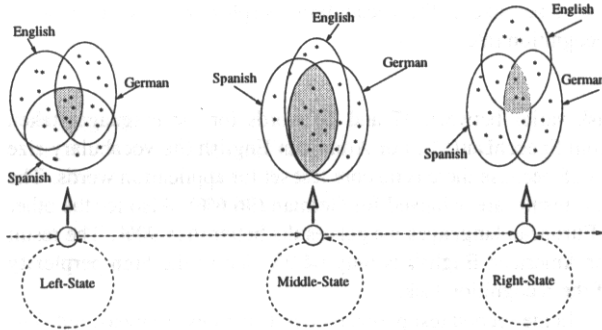 English
German
Spanish
English
Spanish
German
English
German
Spanish
Left-State
Middle-State
Right-State